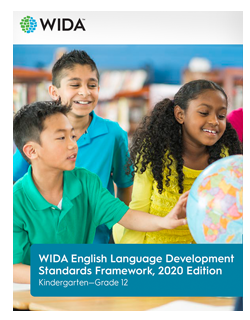 WIDA
WIDA English Language Development
Standards Framework, 2020 Edition
Kindergarten—Grade 12